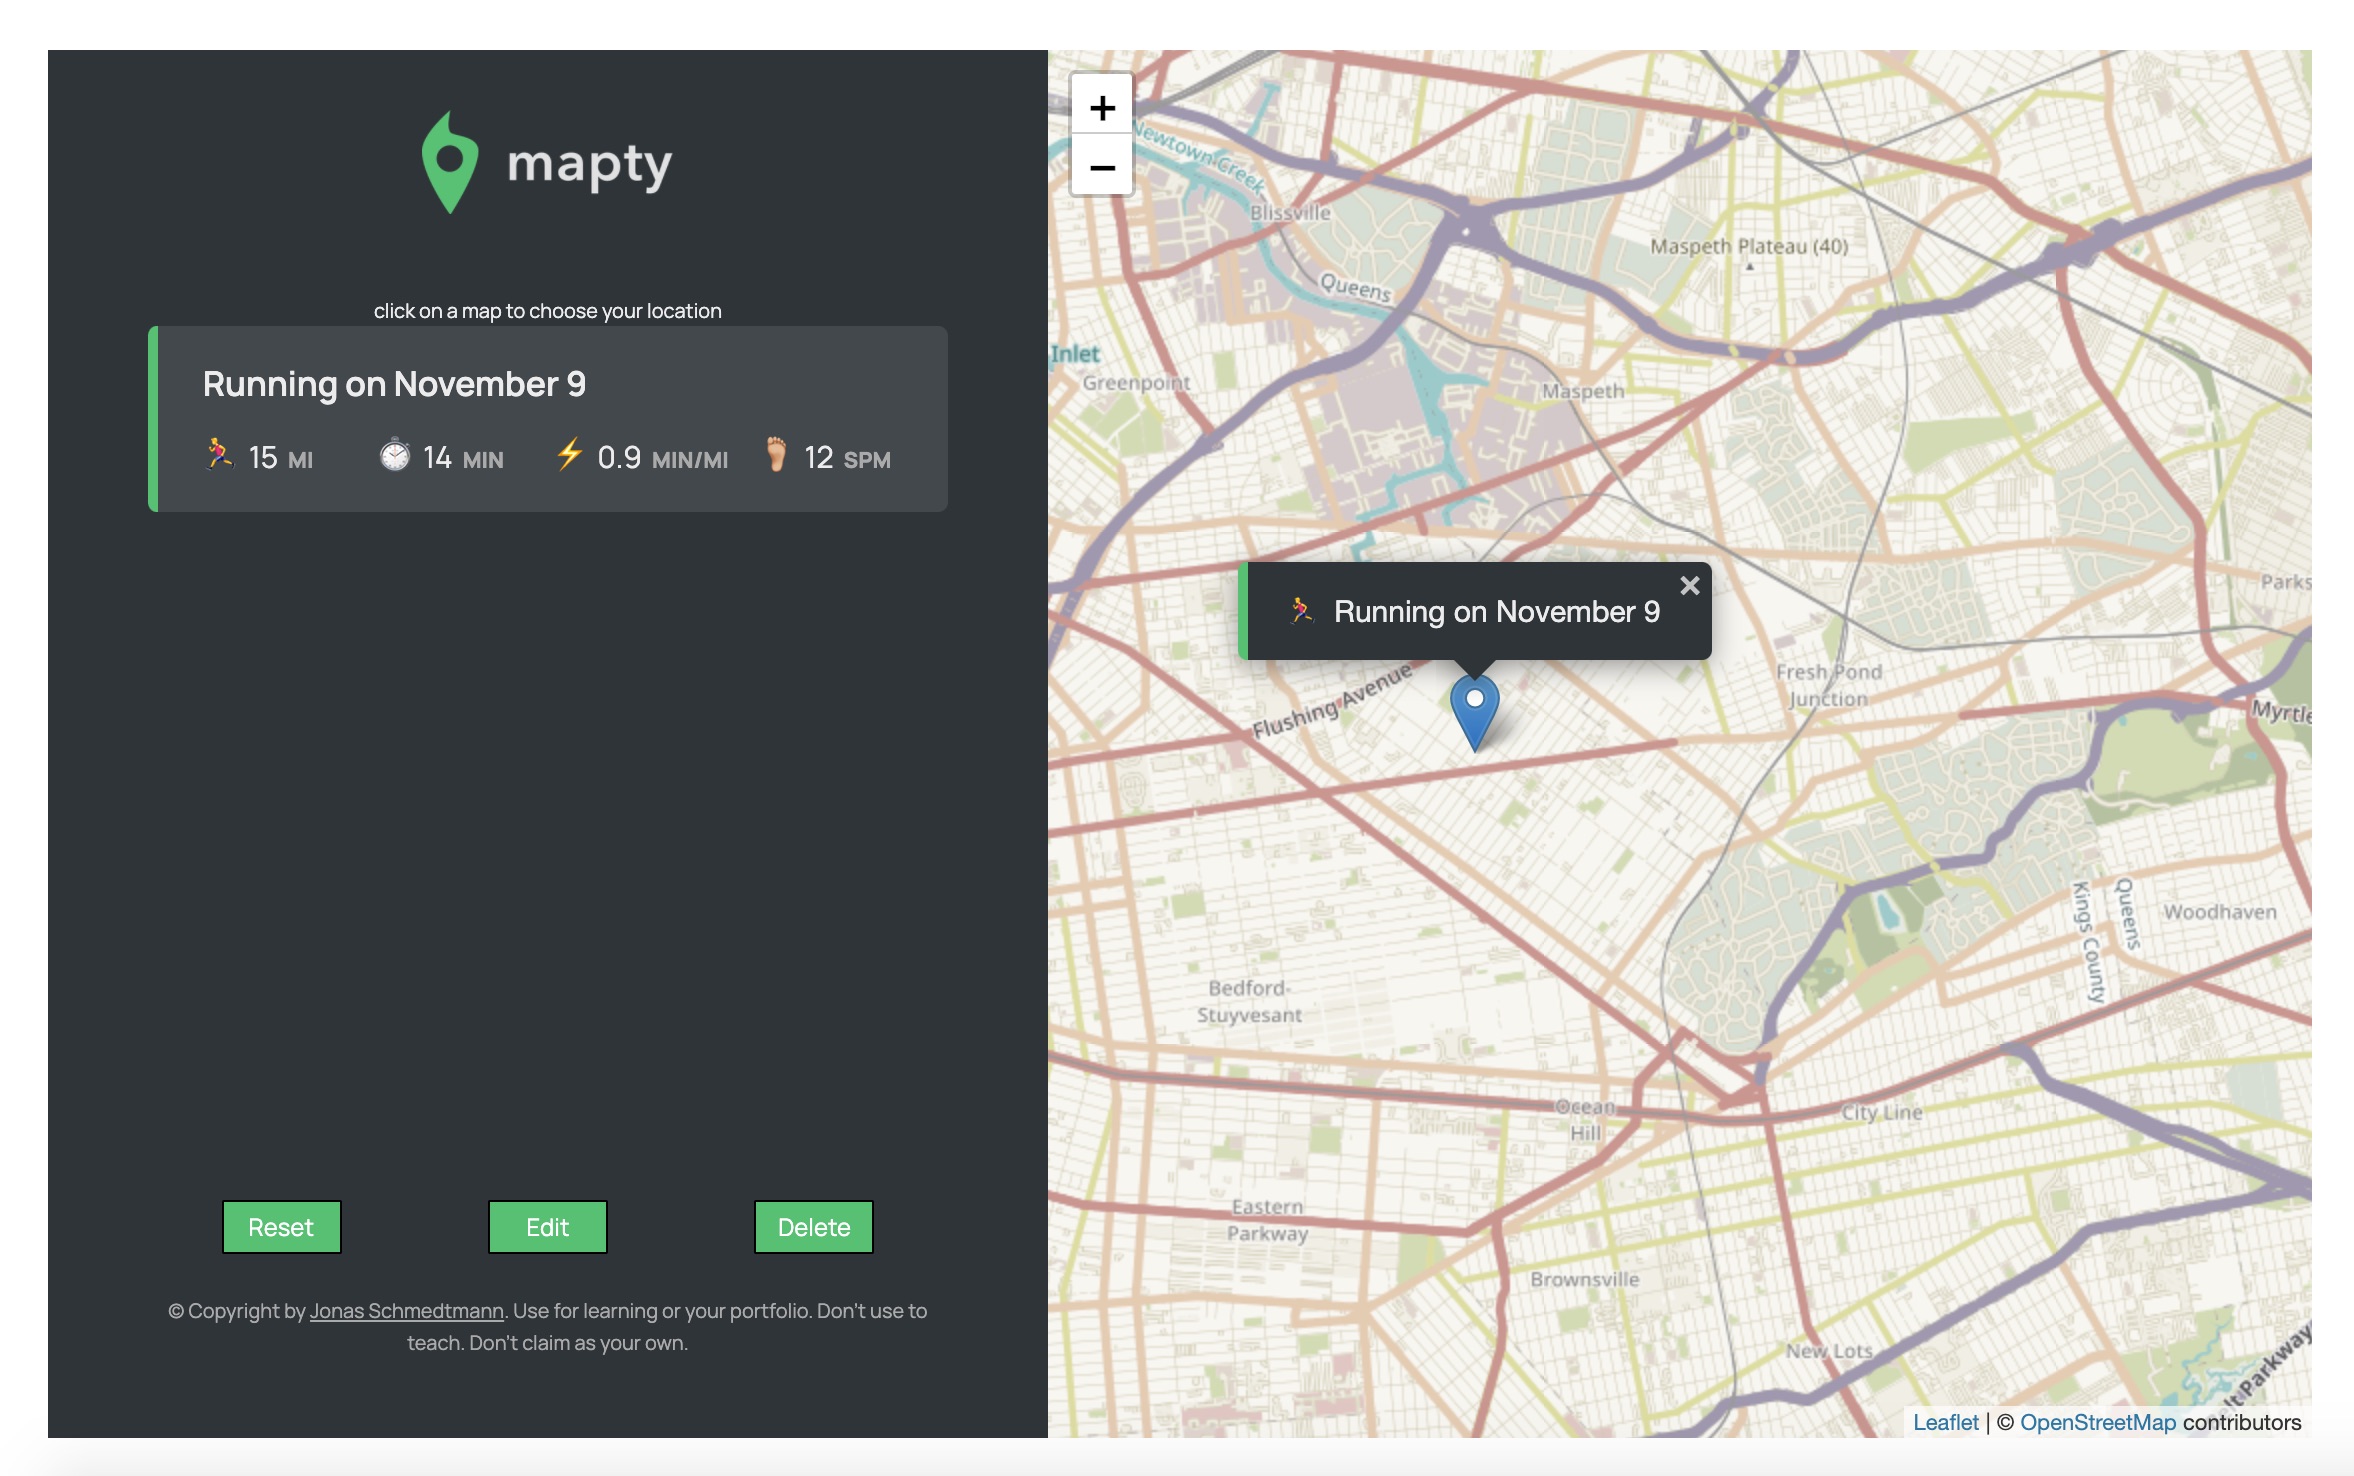 mapty
click on a map to choose your location
Running on November 9
15 MI 14 MIN 0.9 MIN/MI 12 SPM
Reset Edit Delete
© Copyright by Jonas Schmedtmann. Use for learning or your portfolio. Don't use to
teach. Don't claim as your own.
+
−
Newtown Creek
Blissville
Maspeth Plateau (40)
Queens
Inlet
Greenpoint
Maspeth
Parks
Running on November 9
×
Flushing Avenue
Fresh Pond
Junction
Myrtle
Queens
Kings County
Woodhaven
Bedford-
Stuyvesant
Ocean
Hill
City Line
Eastern
Parkway
Brownsville
New Lots
elt Parkway
Leaflet | © OpenStreetMap contributors